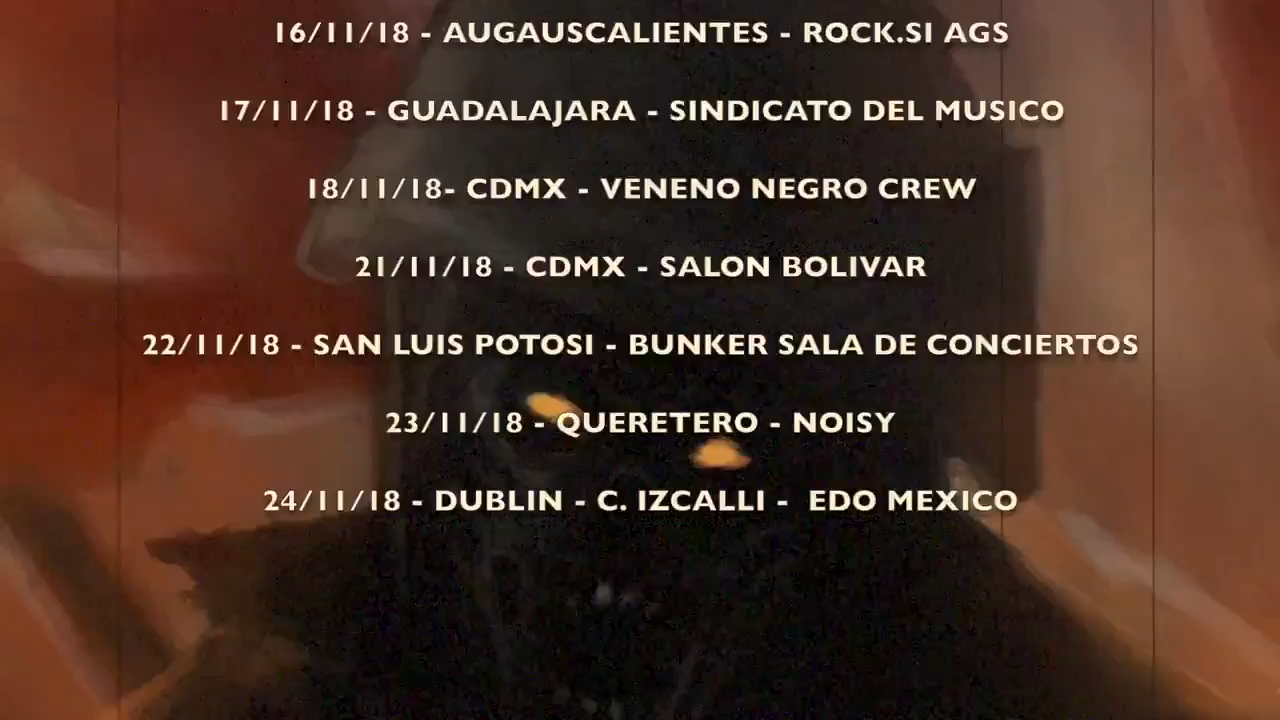 16/11/18 - AUGAUSCALIENTES - ROCK.SI AGS
17/11/18 - GUADALAJARA - SINDICATO DEL MUSICO
18/11/18- CDMX - VENENO NEGRO CREW
21/11/18 - CDMX - SALON BOLIVAR
22/11/18 - SAN LUIS POTOSI - BUNKER SALA DE CONCIERTOS
23/11/18 - QUERETERO - NOISY
24/11/18 - DUBLIN - C. IZCALLI -  EDO MEXICO